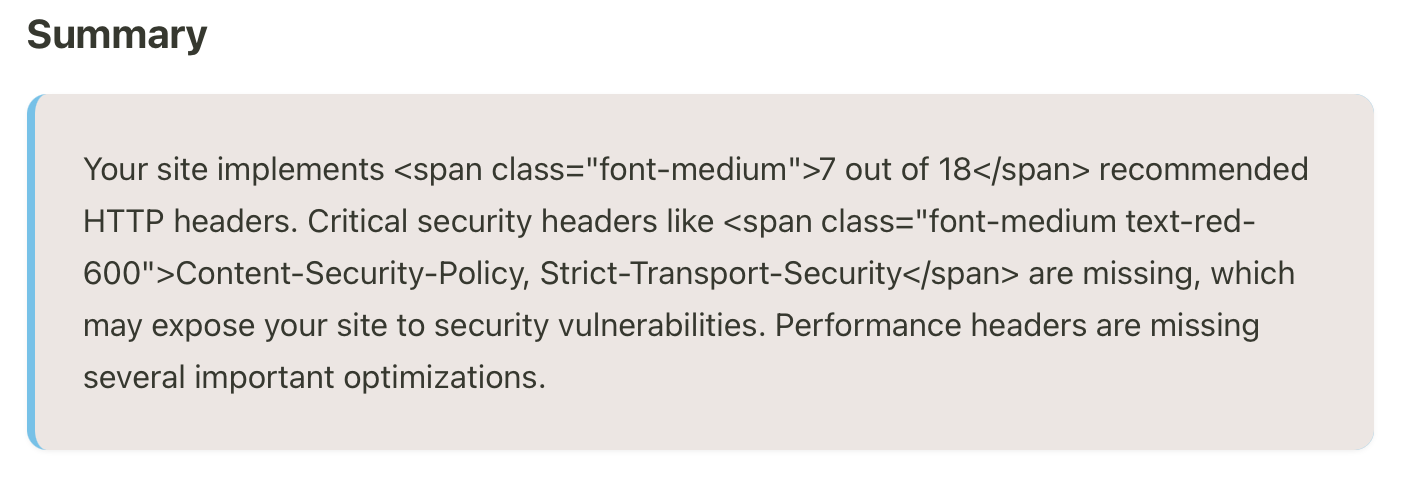 Summary
Your site implements <span class="font-medium">7 out of 18</span> recommended
HTTP headers. Critical security headers like <span class="font-medium text-red-
600">Content-Security-Policy, Strict-Transport-Security</span> are missing, which
may expose your site to security vulnerabilities. Performance headers are missing
several important optimizations.